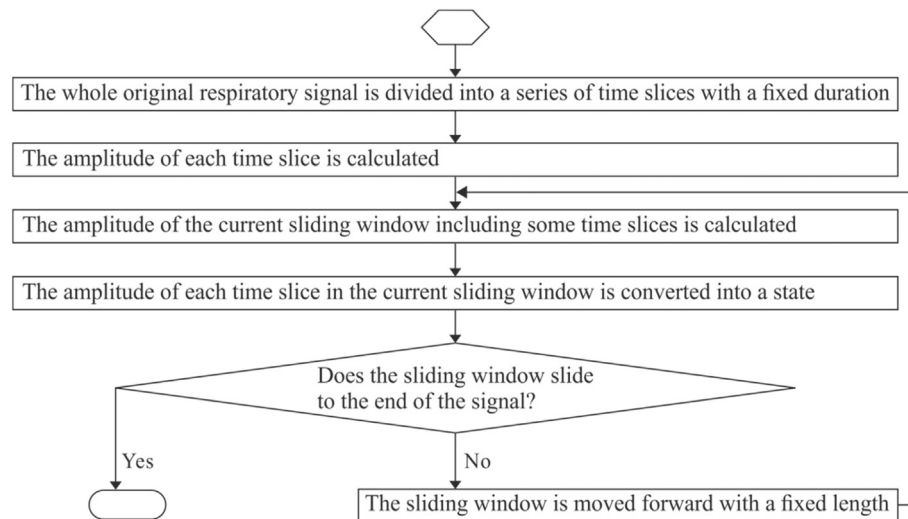 The whole original respiratory signal is divided into a series of time slices with a fixed duration
The amplitude of each time slice is calculated
The amplitude of the current sliding window including some time slices is calculated
The amplitude of each time slice in the current sliding window is converted into a state
Does the sliding window slide
to the end of the signal?
Yes
No
The sliding window is moved forward with a fixed length